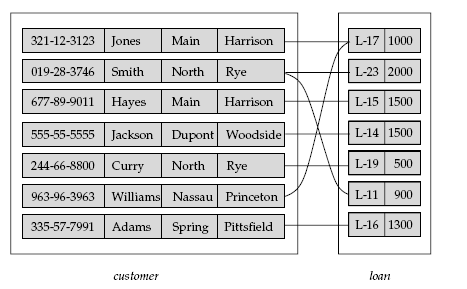 321-12-3123 Jones Main Harrison L-17 1000
019-28-3746 Smith North Rye L-23 2000
677-89-9011 Hayes Main Harrison L-15 1500
555-55-5555 Jackson Dupont Woodside L-14 1500
244-66-8800 Curry North Rye L-19 500
963-96-3963 Williams Nassau Princeton L-11 900
335-57-7991 Adams Spring Pittsfield L-16 1300
customer loan